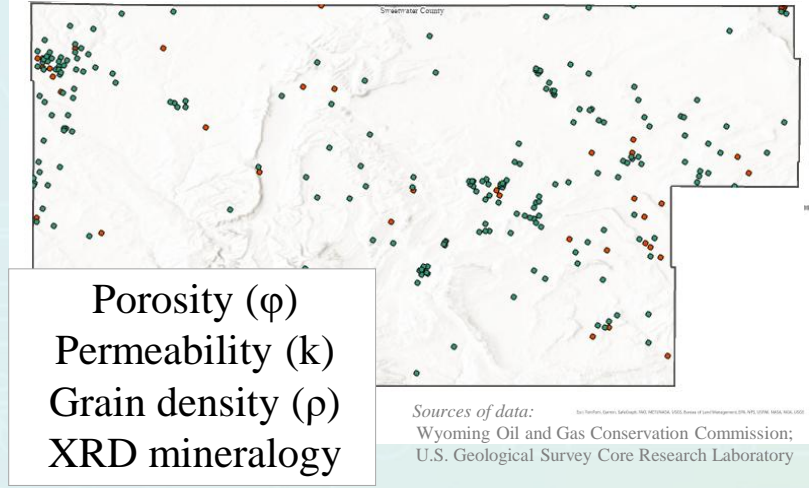 Sweetwater County
Porosity (φ)
Permeability (k)
Grain density (ρ)
XRD mineralogy
Sources of data:
Wyoming Oil and Gas Conservation Commission;
U.S. Geological Survey Core Research Laboratory